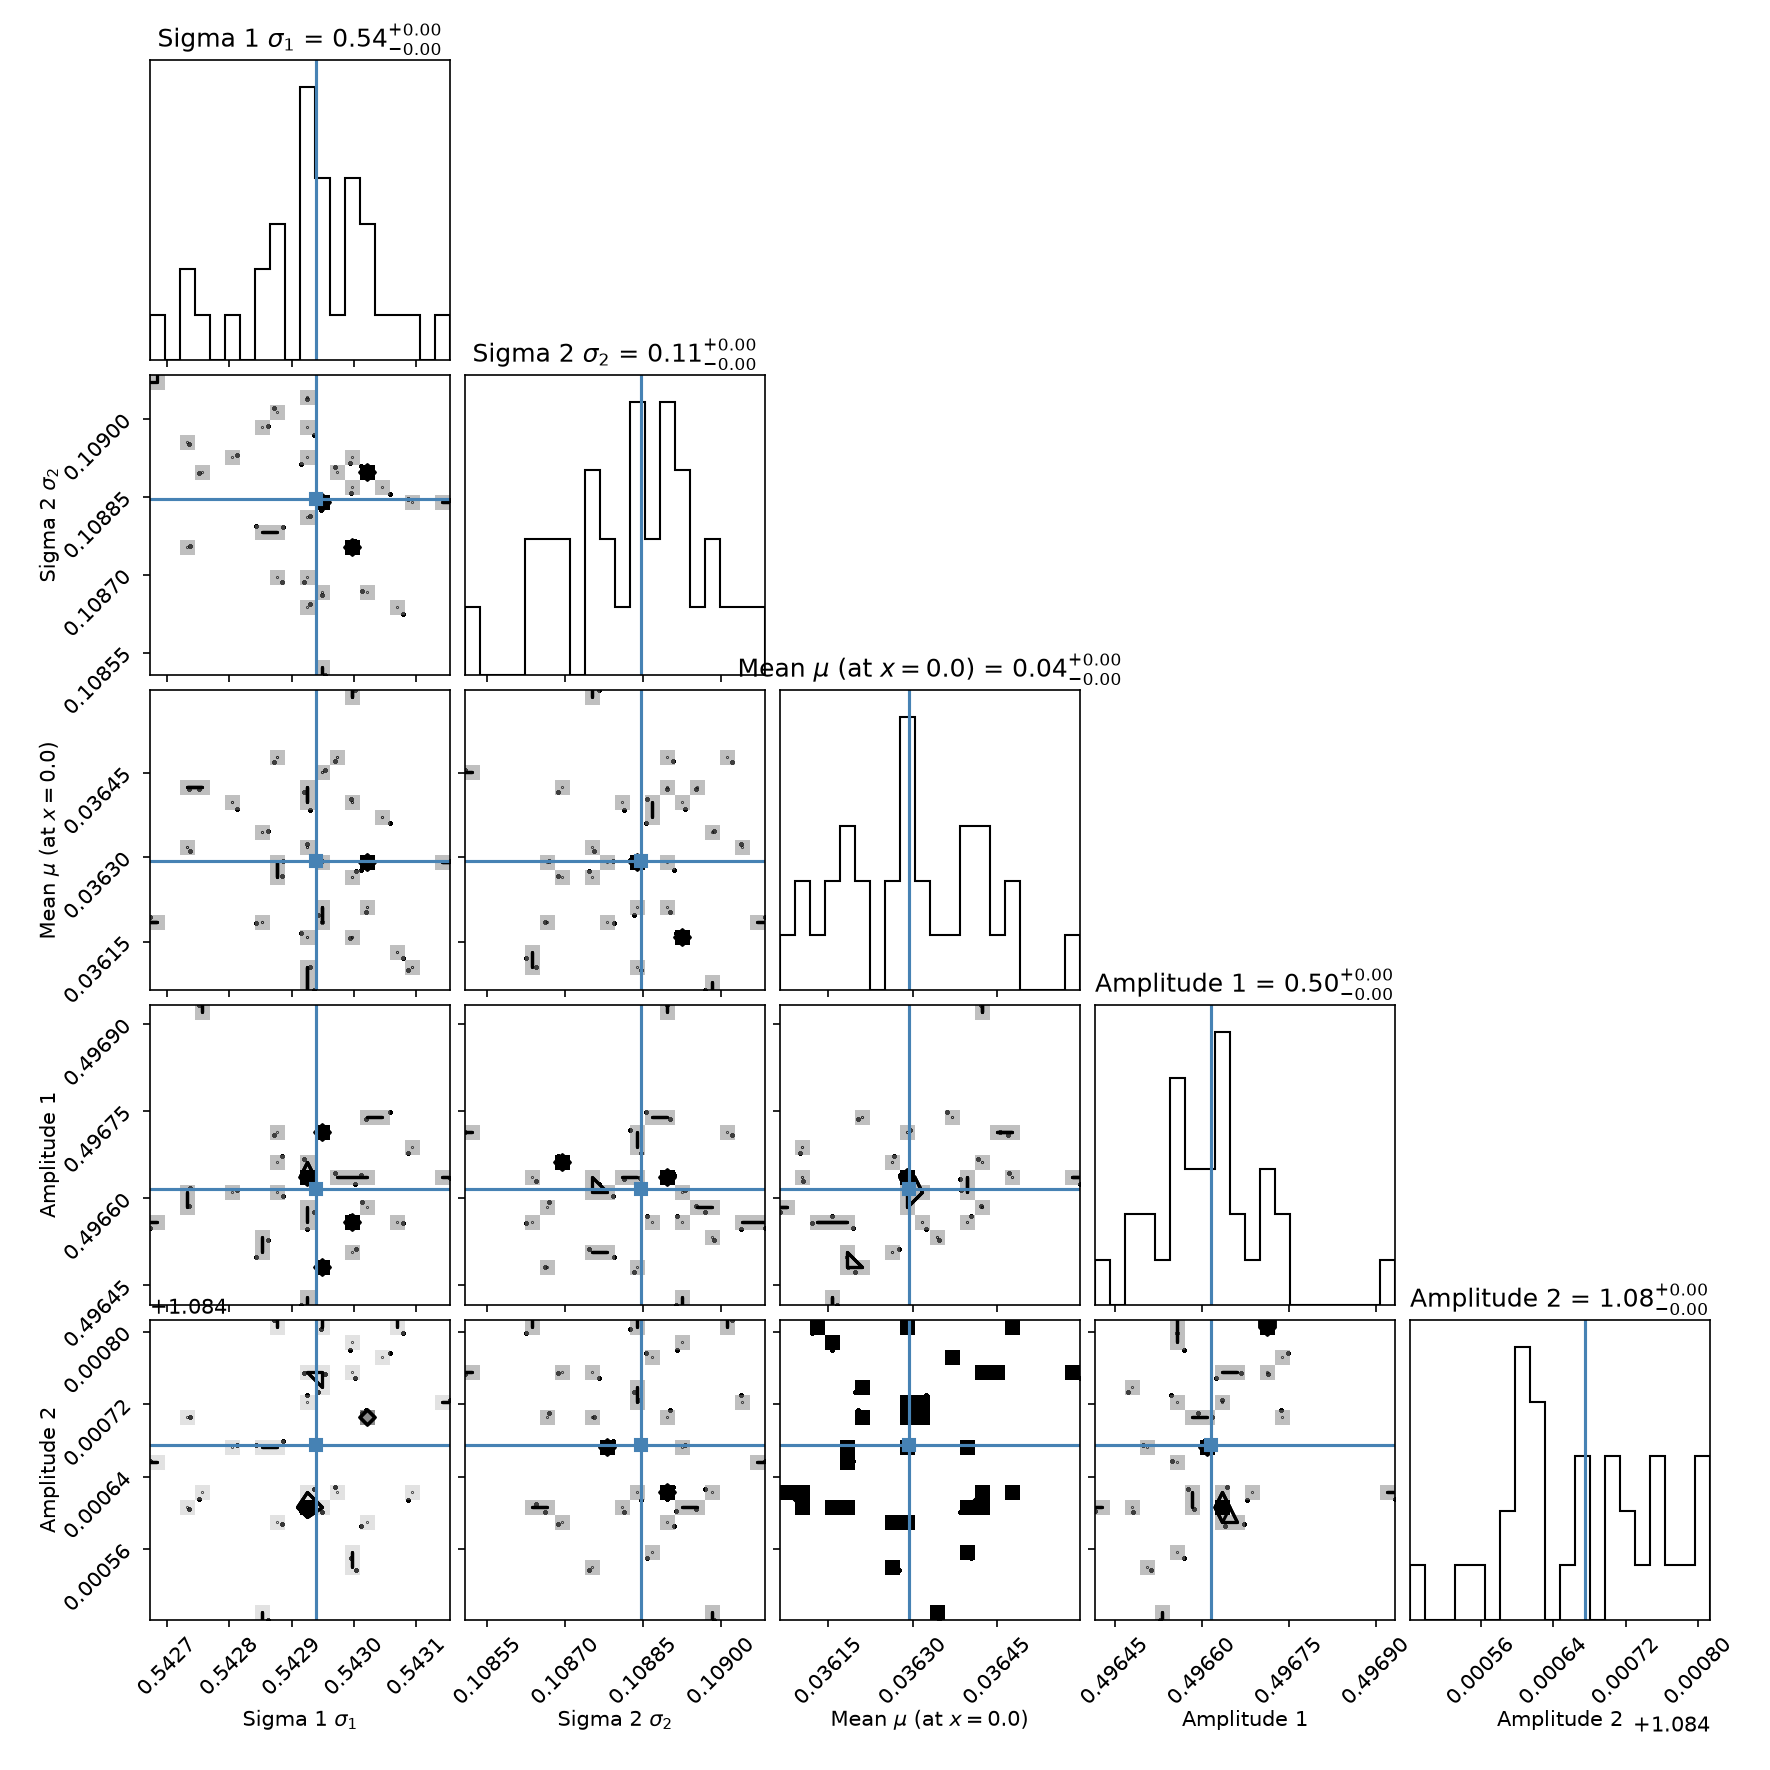 Sigma 1 σ₁ = 0.54+0.00−0.00
Sigma 2 σ₂ = 0.11+0.00−0.00
Sigma 2 σ₂
0.10900
0.10885
0.10870
0.10855
Mean μ (at x = 0.0) = 0.04+0.00−0.00
Mean μ (at x = 0.0)
0.03645
0.03630
0.03615
Amplitude 1 = 0.50+0.00−0.00
Amplitude 1
0.49690
0.49675
0.49660
0.49645
+1.084
Amplitude 2 = 1.08+0.00−0.00
Amplitude 2
0.00080
0.00072
0.00064
0.00056
0.5427 0.5428 0.5429 0.5430 0.5431
0.10855 0.10870 0.10885 0.10900
0.03615 0.03630 0.03645
0.49645 0.49660 0.49675 0.49690
0.00056 0.00064 0.00072 0.00080
Sigma 1 σ₁
Sigma 2 σ₂
Mean μ (at x = 0.0)
Amplitude 1
Amplitude 2
+1.084